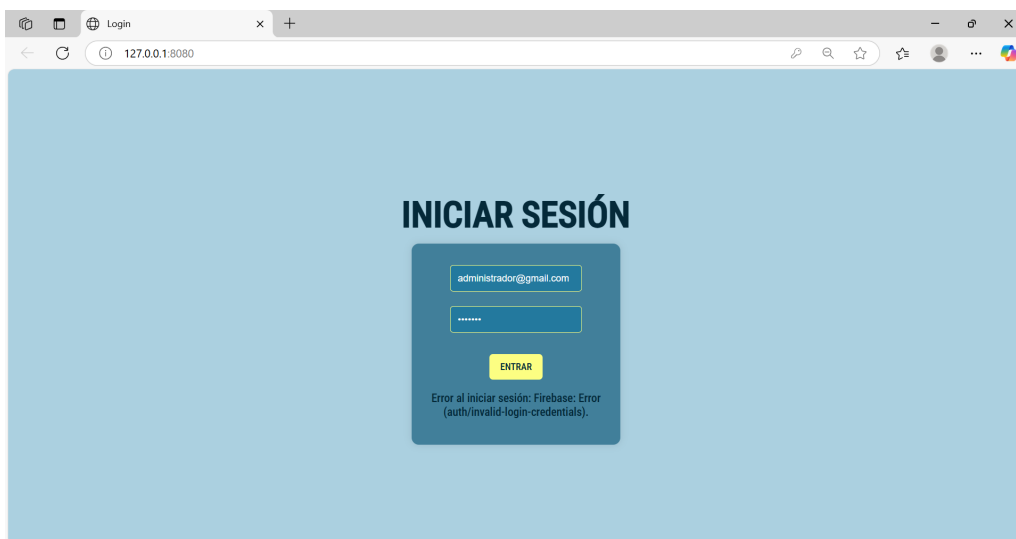 Login
127.0.0.1:8080
INICIAR SESIÓN
administrador@gmail.com
•••••••
ENTRAR
Error al iniciar sesión: Firebase: Error
(auth/invalid-login-credentials).